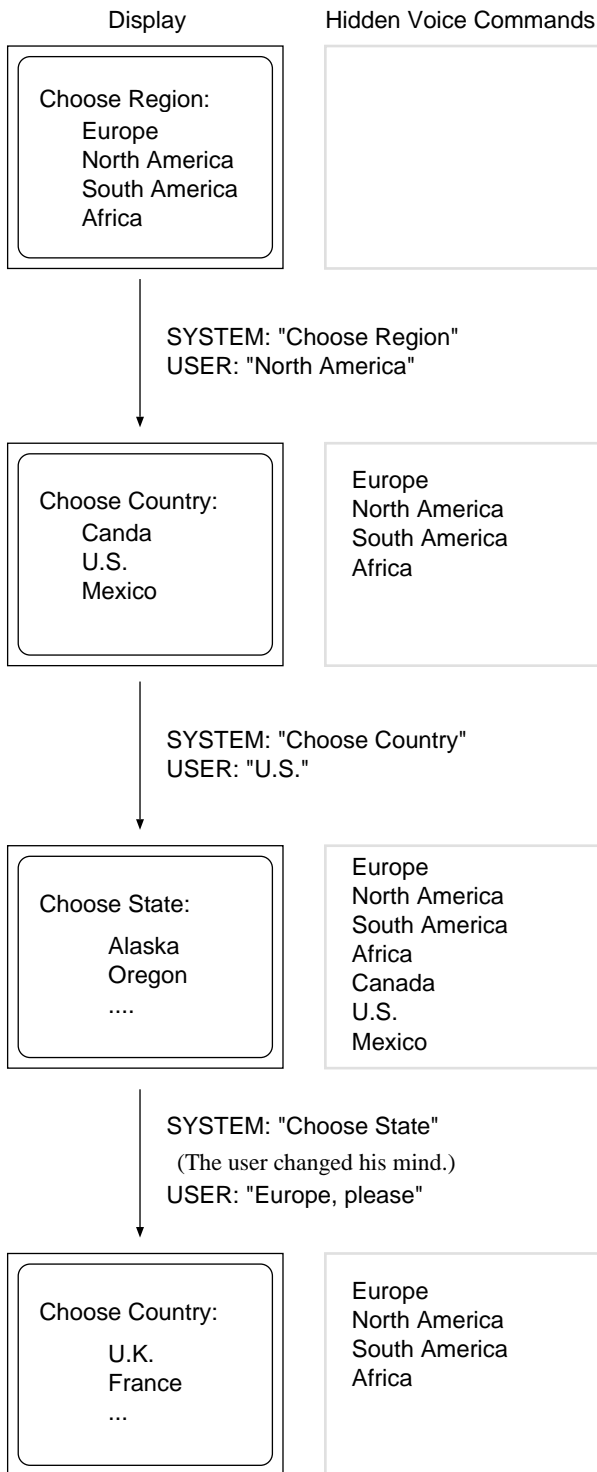 Display
Hidden Voice Commands
Choose Region:
Europe
North America
South America
Africa
SYSTEM: "Choose Region"
USER: "North America"
Choose Country:
Canda
U.S.
Mexico
Europe
North America
South America
Africa
SYSTEM: "Choose Country"
USER: "U.S."
Choose State:
Alaska
Oregon
....
Europe
North America
South America
Africa
Canada
U.S.
Mexico
SYSTEM: "Choose State"
(The user changed his mind.)
USER: "Europe, please"
Choose Country:
U.K.
France
...
Europe
North America
South America
Africa